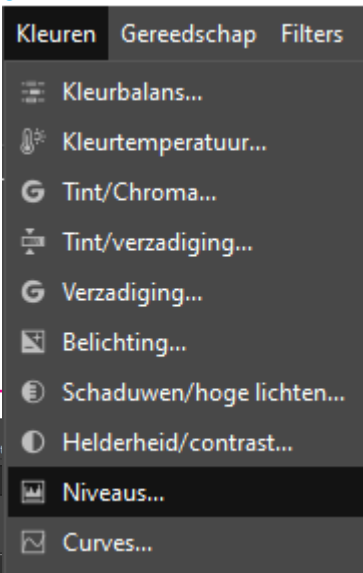 Kleuren Gereedschap Filters
Kleurbalans...
Kleurtemperatuur...
Tint/Chroma...
Tint/verzadiging...
Verzadiging...
Belichting...
Schaduwen/hoge lichten...
Helderheid/contrast...
Niveaus...
Curves...